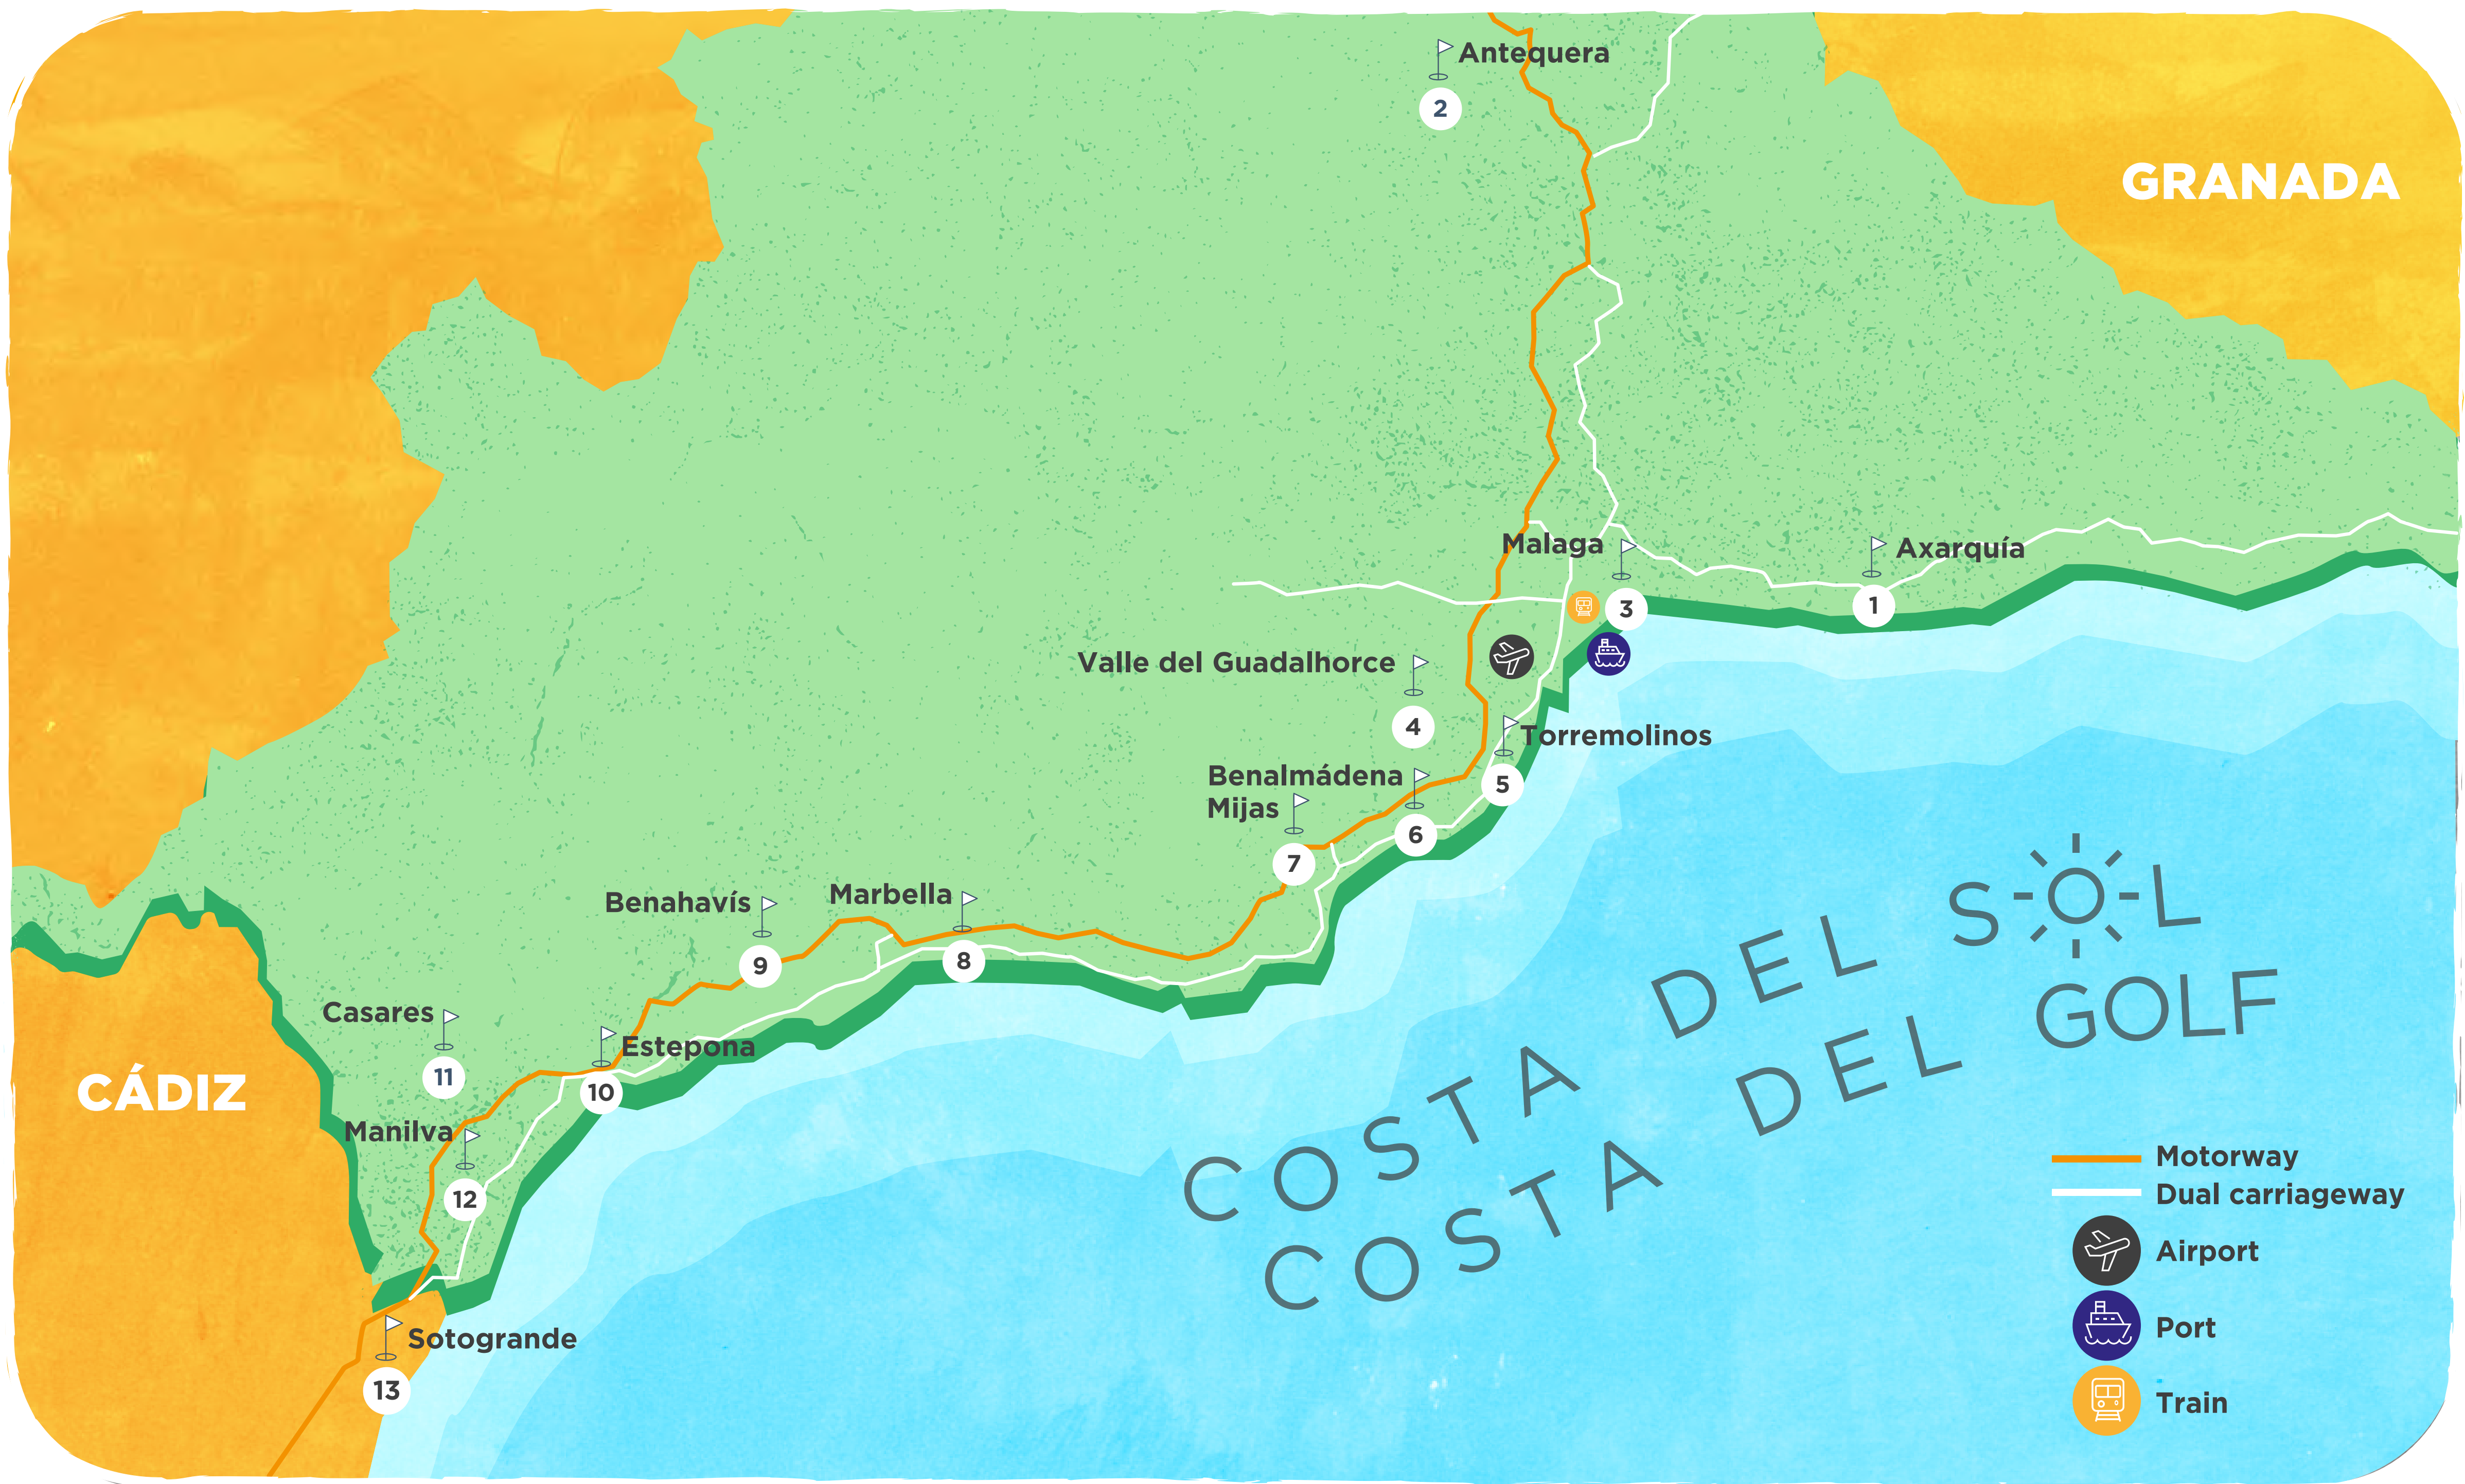 Antequera
2
GRANADA
Malaga
3
Axarquía
1
Valle del Guadalhorce
4
Torremolinos
5
Benalmádena
6
Mijas
7
Marbella
8
Benahavís
9
Estepona
10
Casares
11
CÁDIZ
Manilva
12
Sotogrande
13
COSTA DEL SOL
COSTA DEL GOLF
Motorway
Dual carriageway
Airport
Port
Train